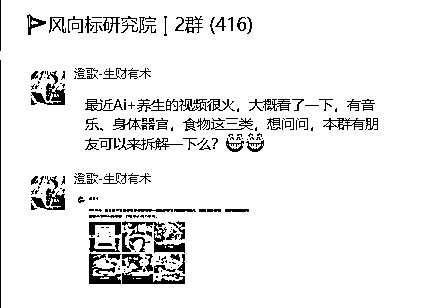 风向标研究院｜2群 (416)
澄歌-生财有术
最近Ai+养生的视频很火，大概看了一下，有音
乐、身体器官，食物这三类，想问问，本群有朋
友可以来拆解一下么？
澄歌-生财有术